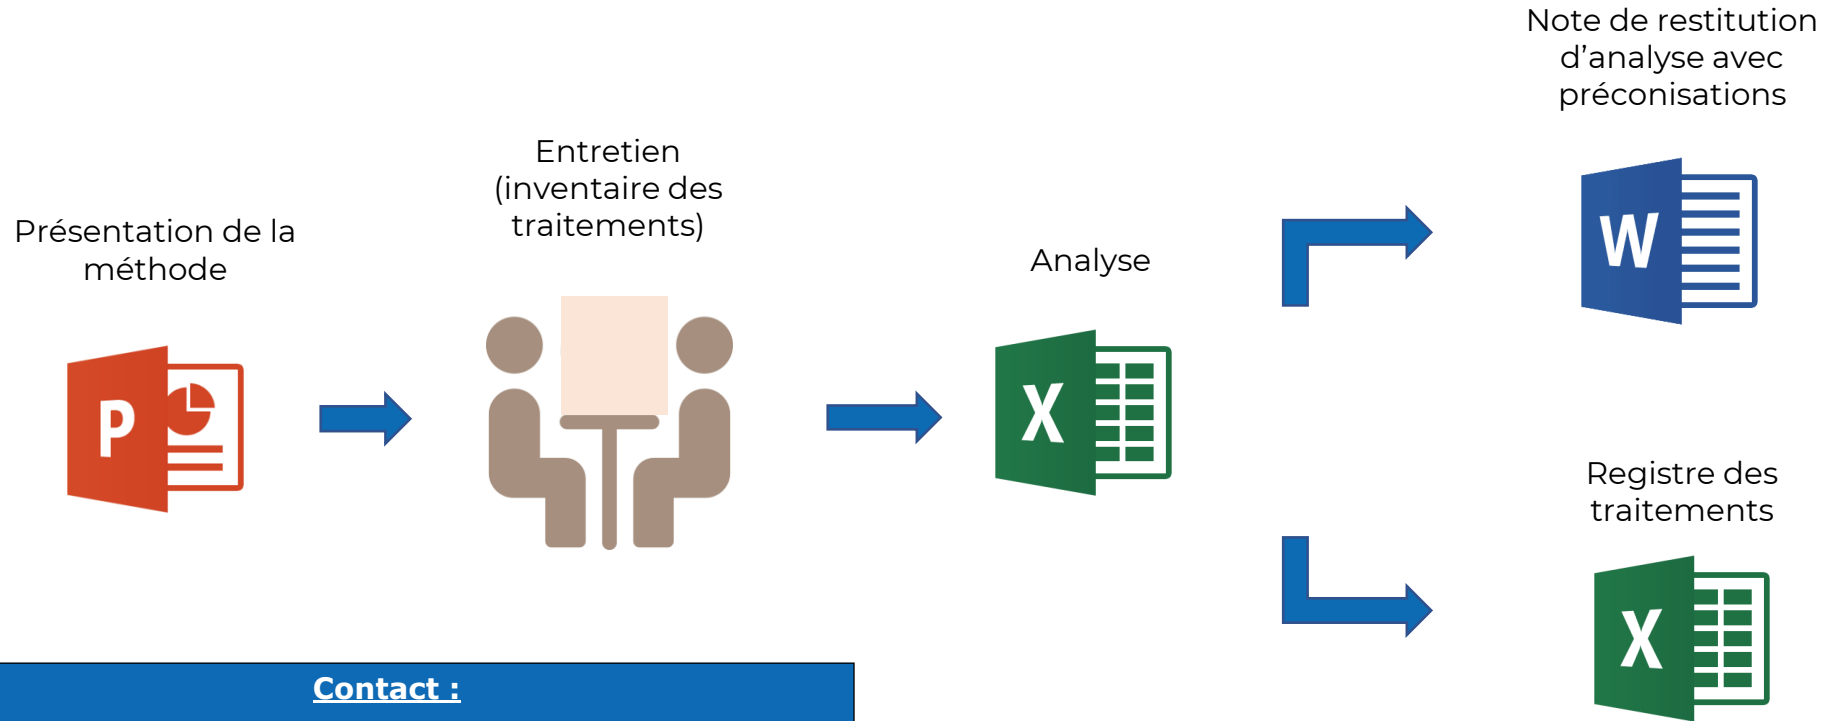 Présentation de la
méthode
P
Entretien
(inventaire des
traitements)
Analyse
X
Note de restitution
d’analyse avec
préconisations
W
Registre des
traitements
X
Contact :